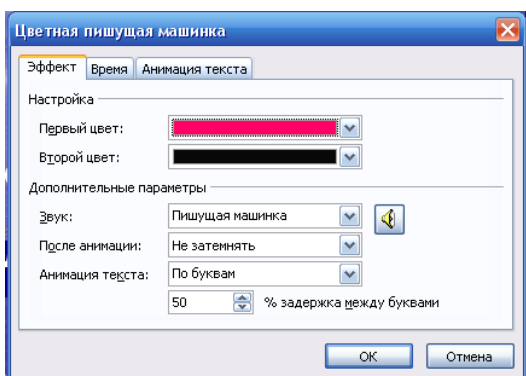 Цветная пишущая машинка
Эффект Время Анимация текста
Настройка
Первый цвет:
Второй цвет:
Дополнительные параметры
Звук: Пишущая машинка
После анимации: Не затемнять
Анимация текста: По буквам
50 % задержка между буквами
ОК Отмена